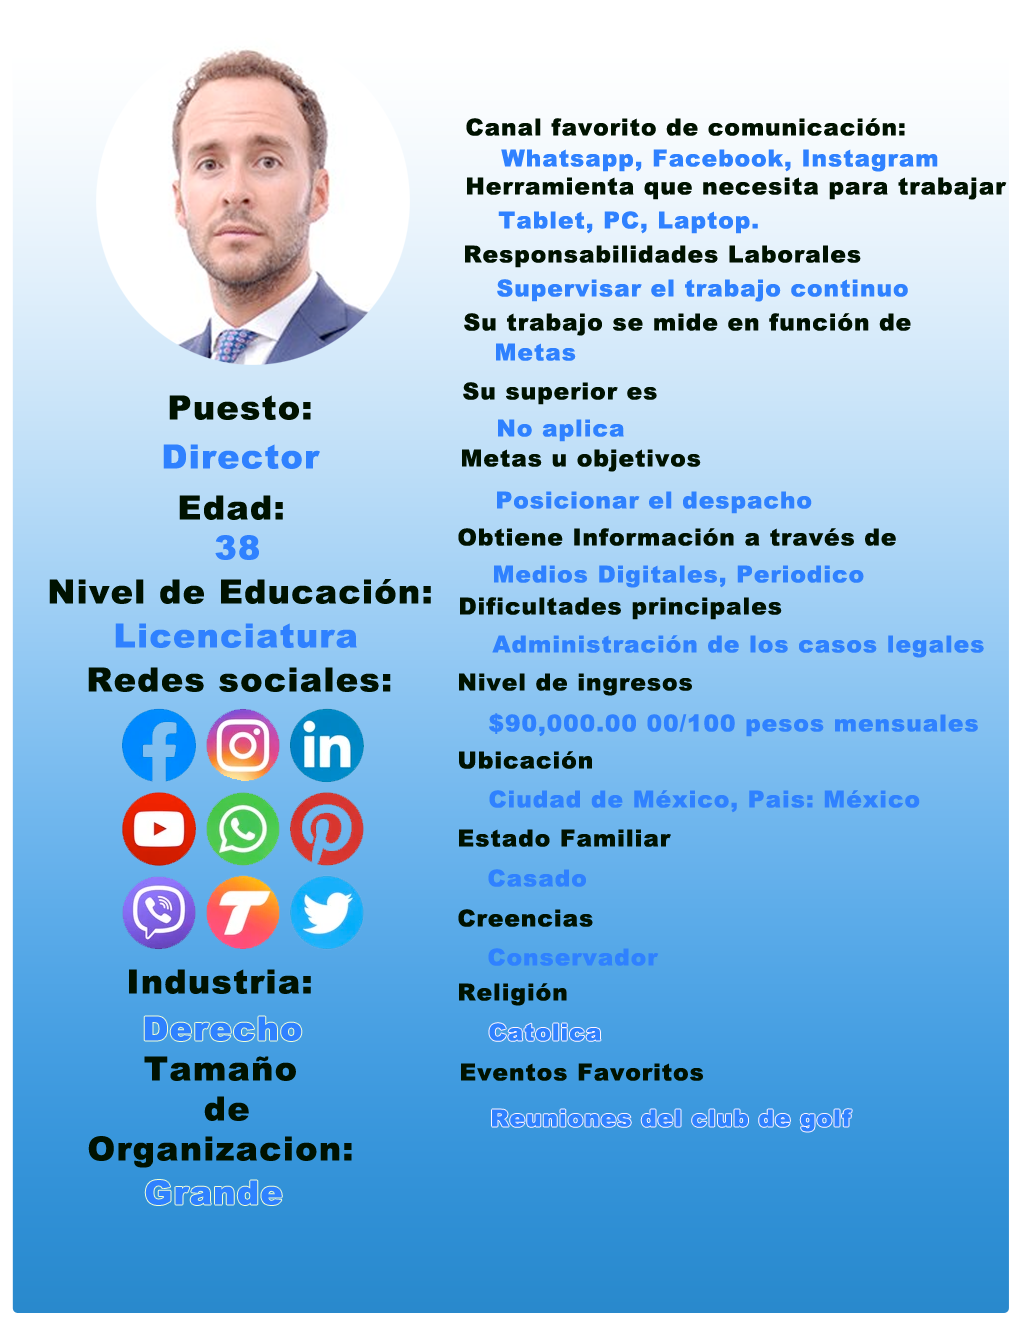 Puesto:
Director
Edad:
38
Nivel de Educación:
Licenciatura
Redes sociales:
Industria:
Derecho
Tamaño
de
Organizacion:
Grande
Canal favorito de comunicación:
Whatsapp, Facebook, Instagram
Herramienta que necesita para trabajar
Tablet, PC, Laptop.
Responsabilidades Laborales
Supervisar el trabajo continuo
Su trabajo se mide en función de
Metas
Su superior es
No aplica
Metas u objetivos
Posicionar el despacho
Obtiene Información a través de
Medios Digitales, Periodico
Dificultades principales
Administración de los casos legales
Nivel de ingresos
$90,000.00 00/100 pesos mensuales
Ubicación
Ciudad de México, Pais: México
Estado Familiar
Casado
Creencias
Conservador
Religión
Catolica
Eventos Favoritos
Reuniones del club de golf